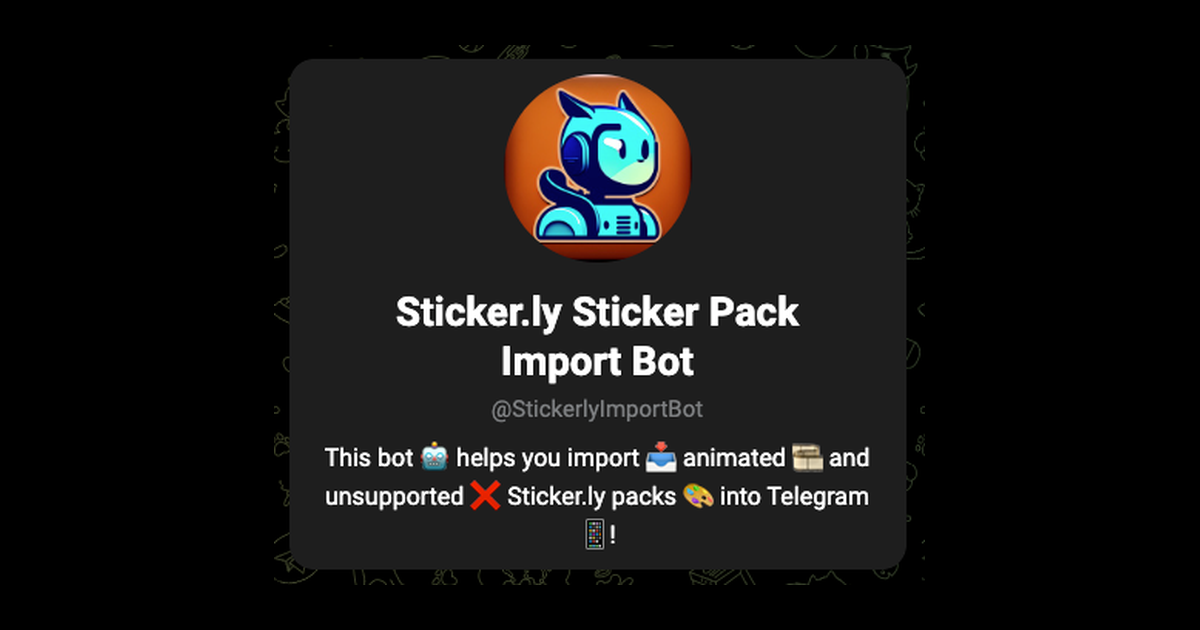 Sticker.ly Sticker Pack
Import Bot
@StickerlyImportBot
This bot 🤖 helps you import 📥 animated 🎞 and
unsupported ❌ Sticker.ly packs 🎨 into Telegram
📱!